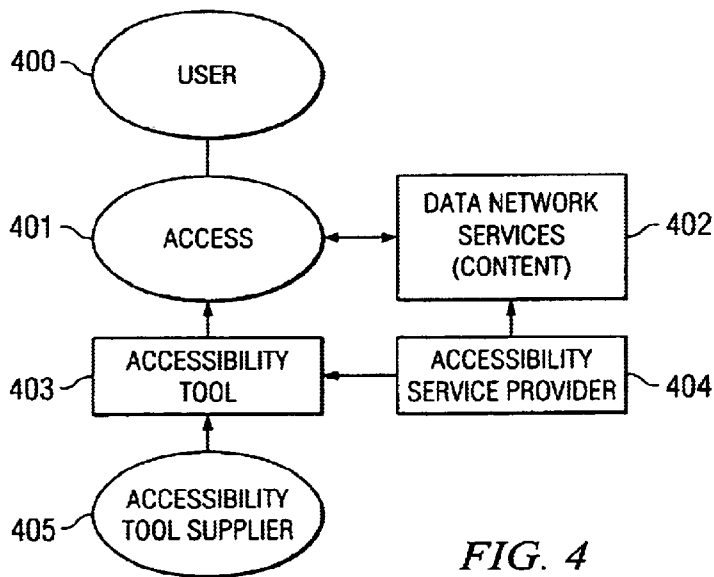 400
USER
401
ACCESS
DATA NETWORK
SERVICES
(CONTENT)
402
403
ACCESSIBILITY
TOOL
ACCESSIBILITY
SERVICE PROVIDER
404
405
ACCESSIBILITY
TOOL SUPPLIER
FIG. 4